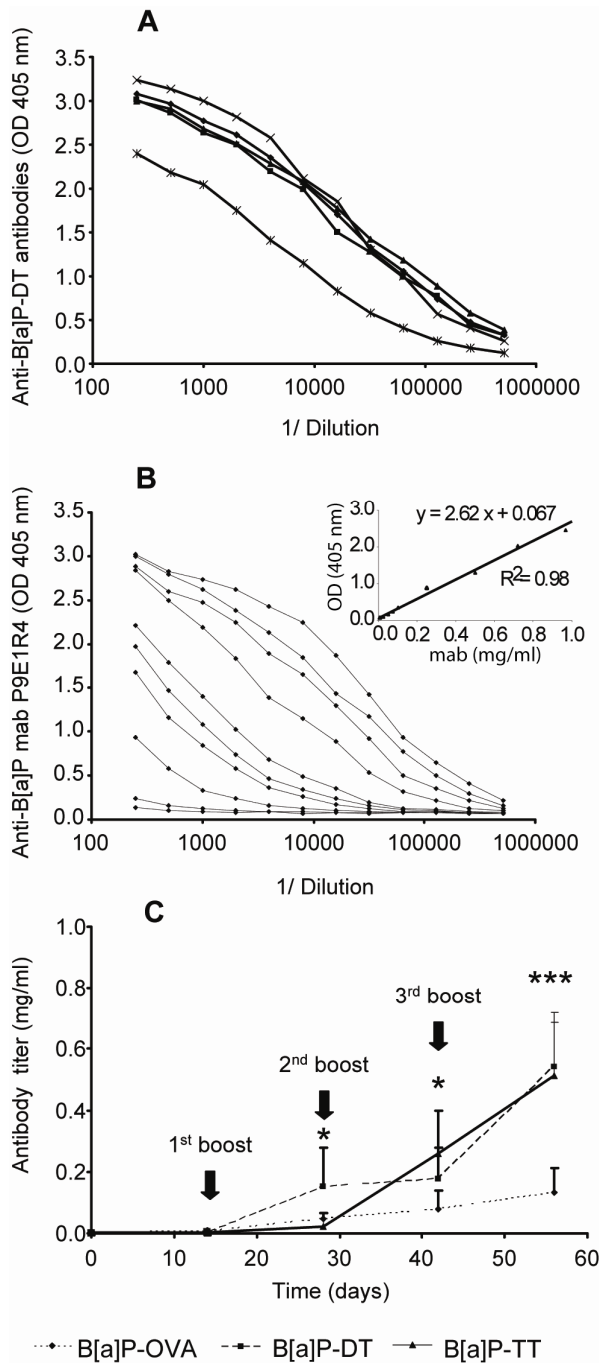 A
Anti-B[a]P-DT antibodies (OD 405 nm)
3.5
3.0
2.5
2.0
1.5
1.0
0.5
0.0
100 1000 10000 100000 1000000
1/ Dilution
B
Anti-B[a]P mab P9E1R4 (OD 405 nm)
3.5
3.0
2.5
2.0
1.5
1.0
0.5
0.0
100 1000 10000 100000 1000000
1/ Dilution
OD (405 nm)
3.0
2.0
1.0
0.0
y = 2.62 x + 0.067
R2= 0.98
0.0 0.2 0.4 0.6 0.8 1.0
mab (mg/ml)
C
Antibody titer (mg/ml)
1.0
0.8
0.6
0.4
0.2
0.0
1st boost
2nd boost
*
3rd boost
*
***
0 10 20 30 40 50 60
Time (days)
B[a]P-OVA B[a]P-DT B[a]P-TT